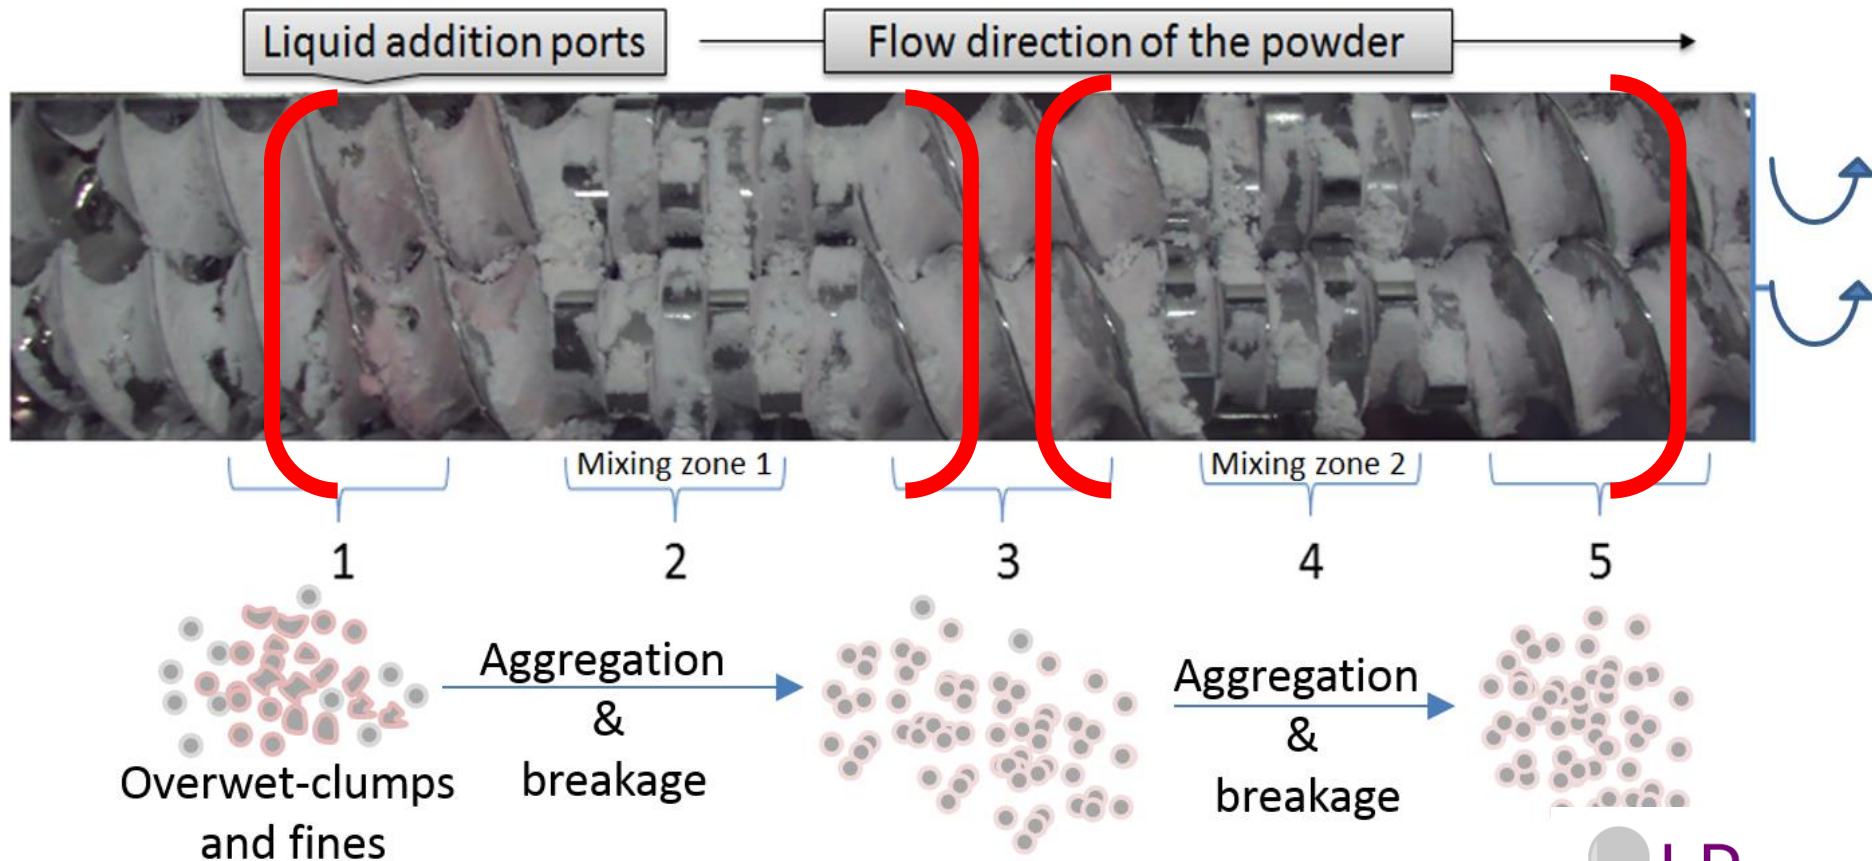 Liquid addition ports
Flow direction of the powder
Mixing zone 1
Mixing zone 2
1
2
3
4
5
Aggregation
&
breakage
Aggregation
&
breakage
Overwet-clumps
and fines